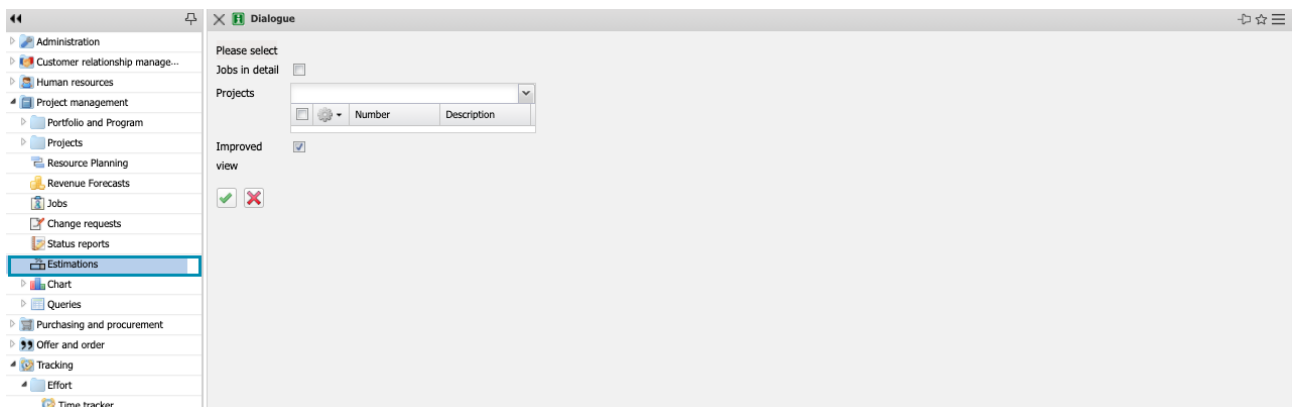 Dialogue
Administration
Customer relationship manage...
Human resources
Project management
Portfolio and Program
Projects
Resource Planning
Revenue Forecasts
Jobs
Change requests
Status reports
Estimations
Chart
Queries
Purchasing and procurement
Offer and order
Tracking
Effort
Time tracker
Please select
Jobs in detail
Projects
Number Description
Improved
view